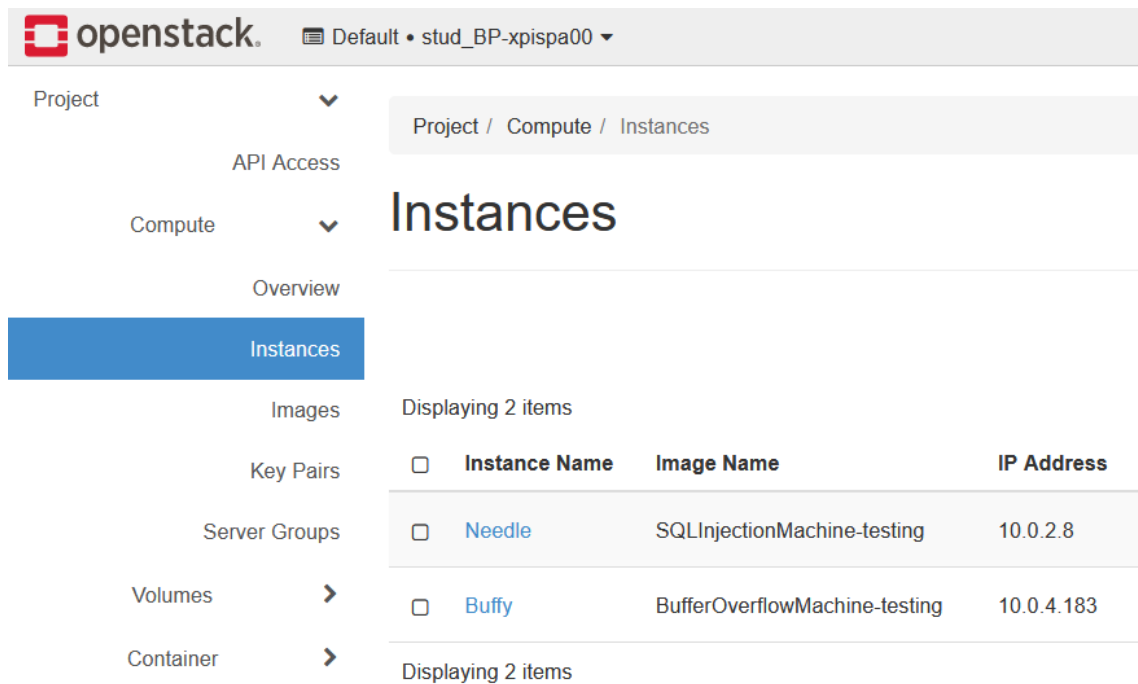 openstack. Default • stud_BP-xpispa00
Project
API Access
Compute
Overview
Instances
Images
Key Pairs
Server Groups
Volumes
Container
Project / Compute / Instances
Instances
Displaying 2 items
Instance Name Image Name IP Address
Needle SQLInjectionMachine-testing 10.0.2.8
Buffy BufferOverflowMachine-testing 10.0.4.183
Displaying 2 items